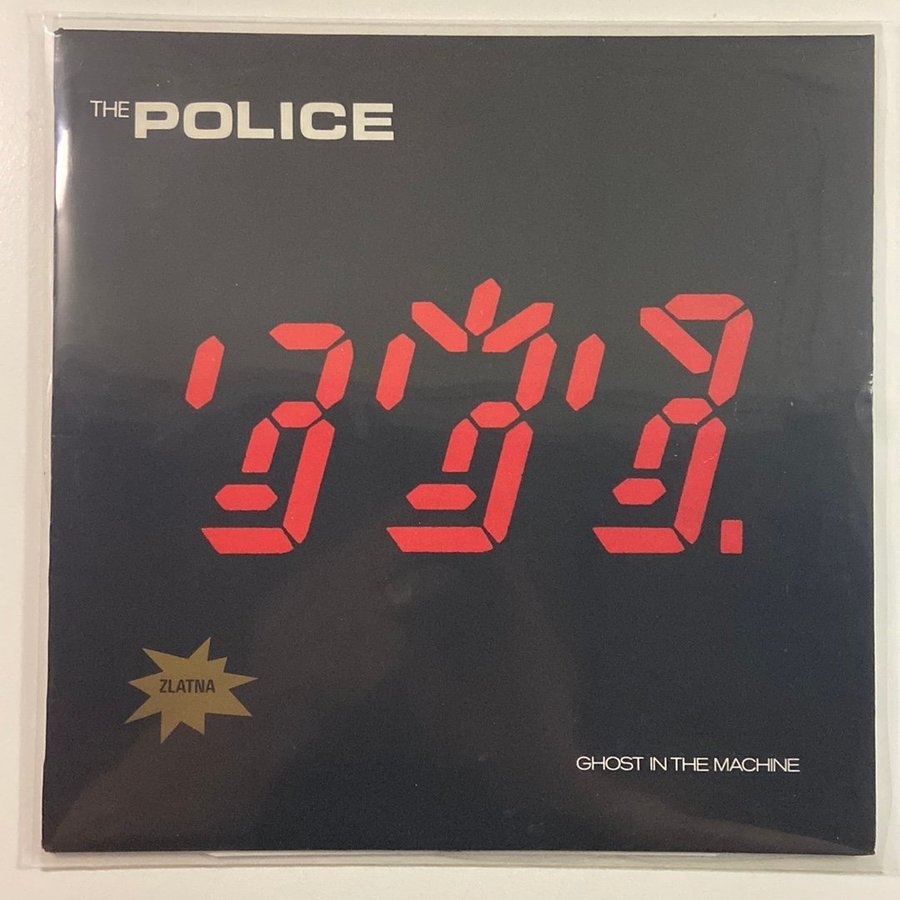 THE POLICE
ZLATNA
GHOST IN THE MACHINE